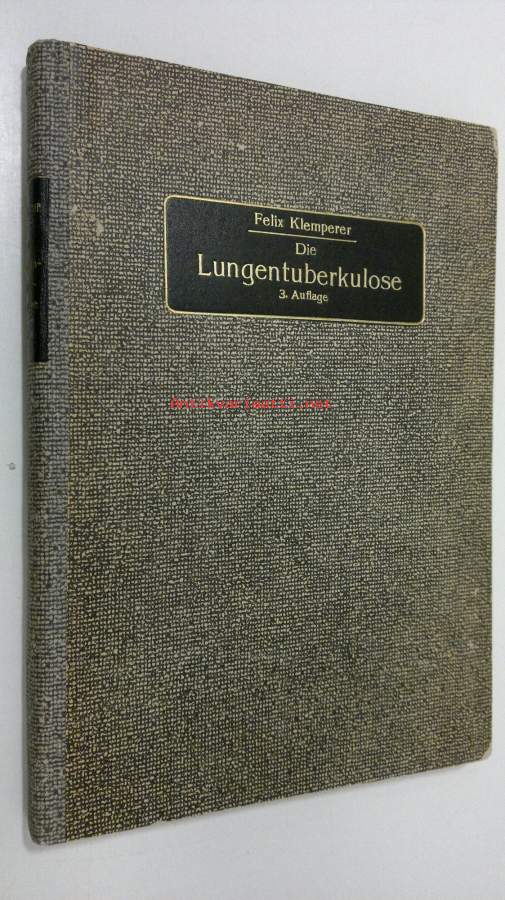 Felix Klemperer
Die
Lungentuberkulose
3. Auflage
Antikvariaatti.net